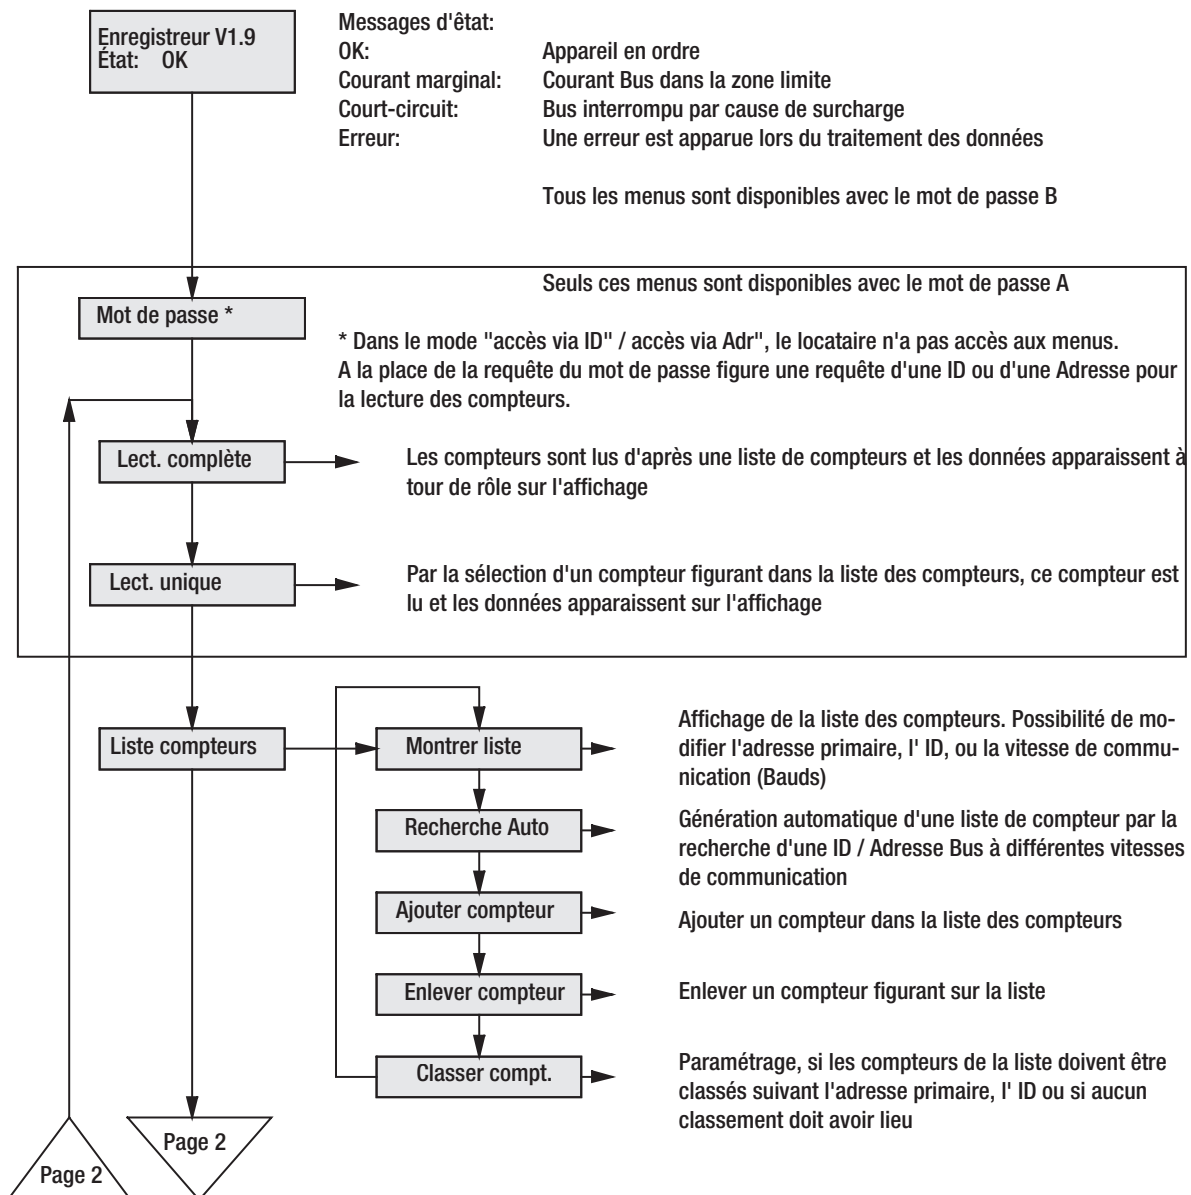 Enregistreur V1.9
État: OK
Messages d'êtat:
OK: Appareil en ordre
Courant marginal: Courant Bus dans la zone limite
Court-circuit: Bus interrompu par cause de surcharge
Erreur: Une erreur est apparue lors du traitement des données
Tous les menus sont disponibles avec le mot de passe B
Seuls ces menus sont disponibles avec le mot de passe A
Mot de passe *
* Dans le mode "accès via ID" / accès via Adr", le locataire n'a pas accès aux menus.
A la place de la requête du mot de passe figure une requête d'une ID ou d'une Adresse pour
la lecture des compteurs.
Lect. complète
Les compteurs sont lus d'après une liste de compteurs et les données apparaissent à
tour de rôle sur l'affichage
Lect. unique
Par la sélection d'un compteur figurant dans la liste des compteurs, ce compteur est
lu et les données apparaissent sur l'affichage
Liste compteurs
Montrer liste
Affichage de la liste des compteurs. Possibilité de mo-
difier l'adresse primaire, l' ID, ou la vitesse de commu-
nication (Bauds)
Recherche Auto
Génération automatique d'une liste de compteur par la
recherche d'une ID / Adresse Bus à différentes vitesses
de communication
Ajouter compteur
Ajouter un compteur dans la liste des compteurs
Enlever compteur
Enlever un compteur figurant sur la liste
Classer compt.
Paramétrage, si les compteurs de la liste doivent être
classés suivant l'adresse primaire, l' ID ou si aucun
classement doit avoir lieu
Page 2
Page 2